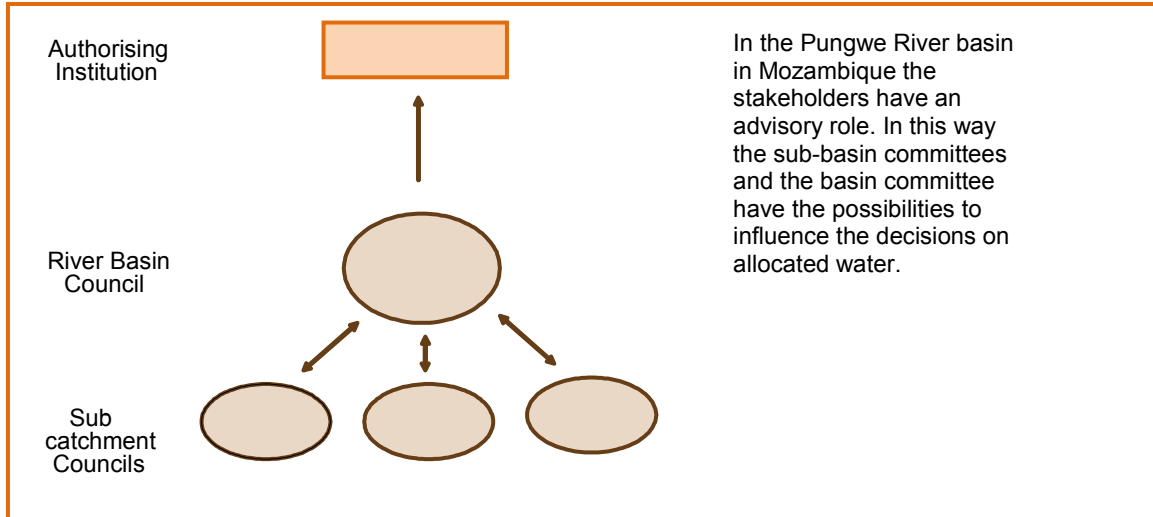 Authorising
Institution
In the Pungwe River basin
in Mozambique the
stakeholders have an
advisory role. In this way
the sub-basin committees
and the basin committee
have the possibilities to
influence the decisions on
allocated water.
River Basin
Council
Sub
catchment
Councils